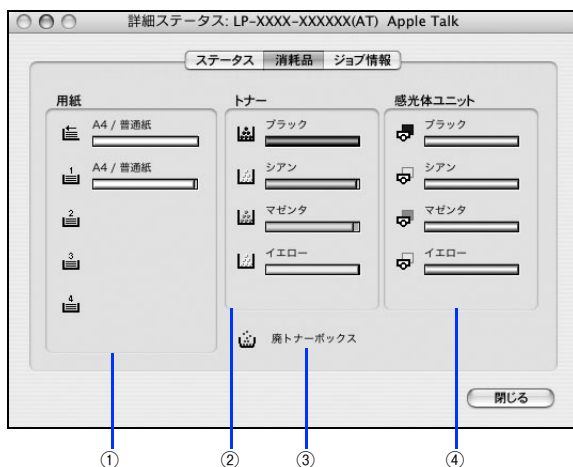 詳細ステータス: LP-XXXX-XXXXXX(AT) Apple Talk
ステータス 消耗品 ジョブ情報
用紙
A4 / 普通紙
1 A4 / 普通紙
2
3
4
トナー
ブラック
シアン
マゼンタ
イエロー
廃トナーボックス
感光体ユニット
ブラック
シアン
マゼンタ
イエロー
閉じる
① ② ③ ④